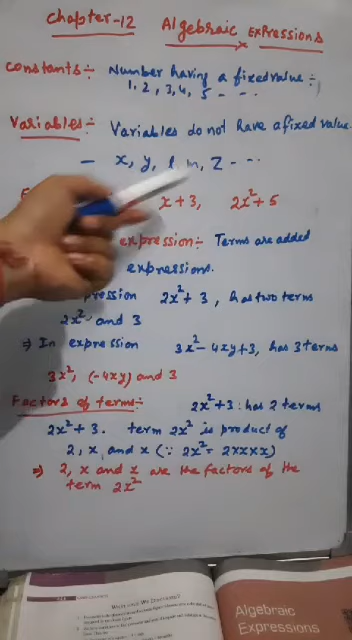 Chapter-12 Algebraic Expressions
Constants:- Number having a fixed value:-
1, 2, 3, 4, 5 - - -
Variables:- Variables do not have a fixed value.
- x, y, l, m, z - - -
x+3, 2x²+5
expression:- Terms are added
expressions.
2x²+3, has two terms
2x² and 3
⇒ In expression 3x²-4xy+3, has 3 terms
3x², (-4xy) and 3
Factors of terms:- 2x²+3: has 2 terms
2x²+3. term 2x² is product of
2, x, and x (∵ 2x² = 2×x×x)
⇒ 2, x and x are the factors of the
term 2x²
WHAT HAVE WE DISCUSSED?
Algebraic
Expressions